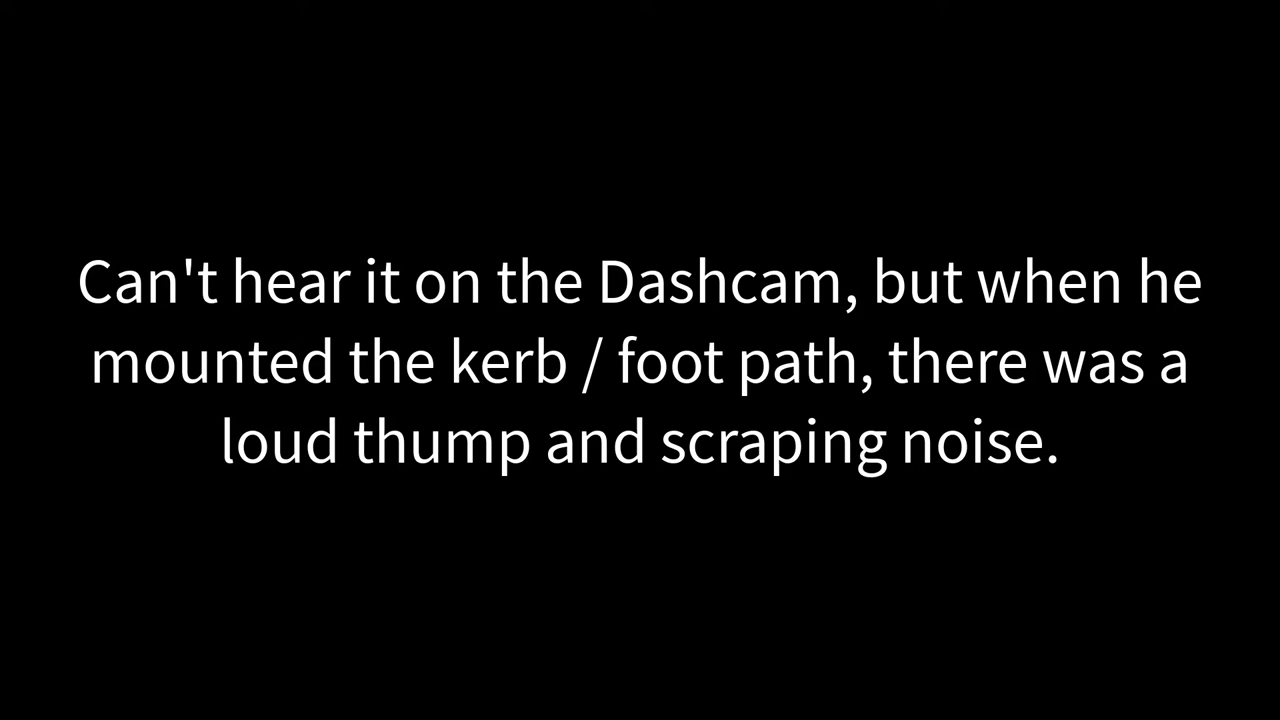 Can't hear it on the Dashcam, but when he
mounted the kerb / foot path, there was a
loud thump and scraping noise.